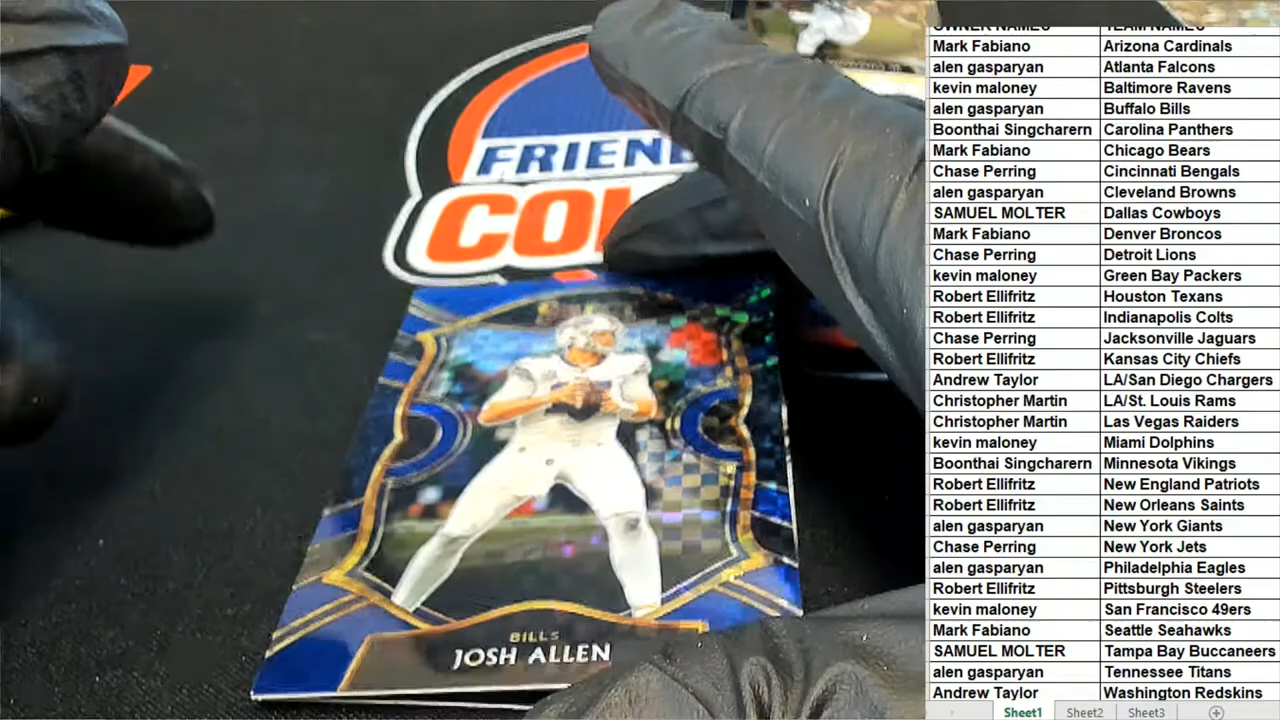 FRIEN
COL
BILLS
JOSH ALLEN
OWNER NAMES TEAM NAMES
Mark Fabiano Arizona Cardinals
alen gasparyan Atlanta Falcons
kevin maloney Baltimore Ravens
alen gasparyan Buffalo Bills
Boonthai Singcharern Carolina Panthers
Mark Fabiano Chicago Bears
Chase Perring Cincinnati Bengals
alen gasparyan Cleveland Browns
SAMUEL MOLTER Dallas Cowboys
Mark Fabiano Denver Broncos
Chase Perring Detroit Lions
kevin maloney Green Bay Packers
Robert Ellifritz Houston Texans
Robert Ellifritz Indianapolis Colts
Chase Perring Jacksonville Jaguars
Robert Ellifritz Kansas City Chiefs
Andrew Taylor LA/San Diego Chargers
Christopher Martin LA/St. Louis Rams
Christopher Martin Las Vegas Raiders
kevin maloney Miami Dolphins
Boonthai Singcharern Minnesota Vikings
Robert Ellifritz New England Patriots
Robert Ellifritz New Orleans Saints
alen gasparyan New York Giants
Chase Perring New York Jets
alen gasparyan Philadelphia Eagles
Robert Ellifritz Pittsburgh Steelers
kevin maloney San Francisco 49ers
Mark Fabiano Seattle Seahawks
SAMUEL MOLTER Tampa Bay Buccaneers
alen gasparyan Tennessee Titans
Andrew Taylor Washington Redskins
Sheet1 Sheet2 Sheet3